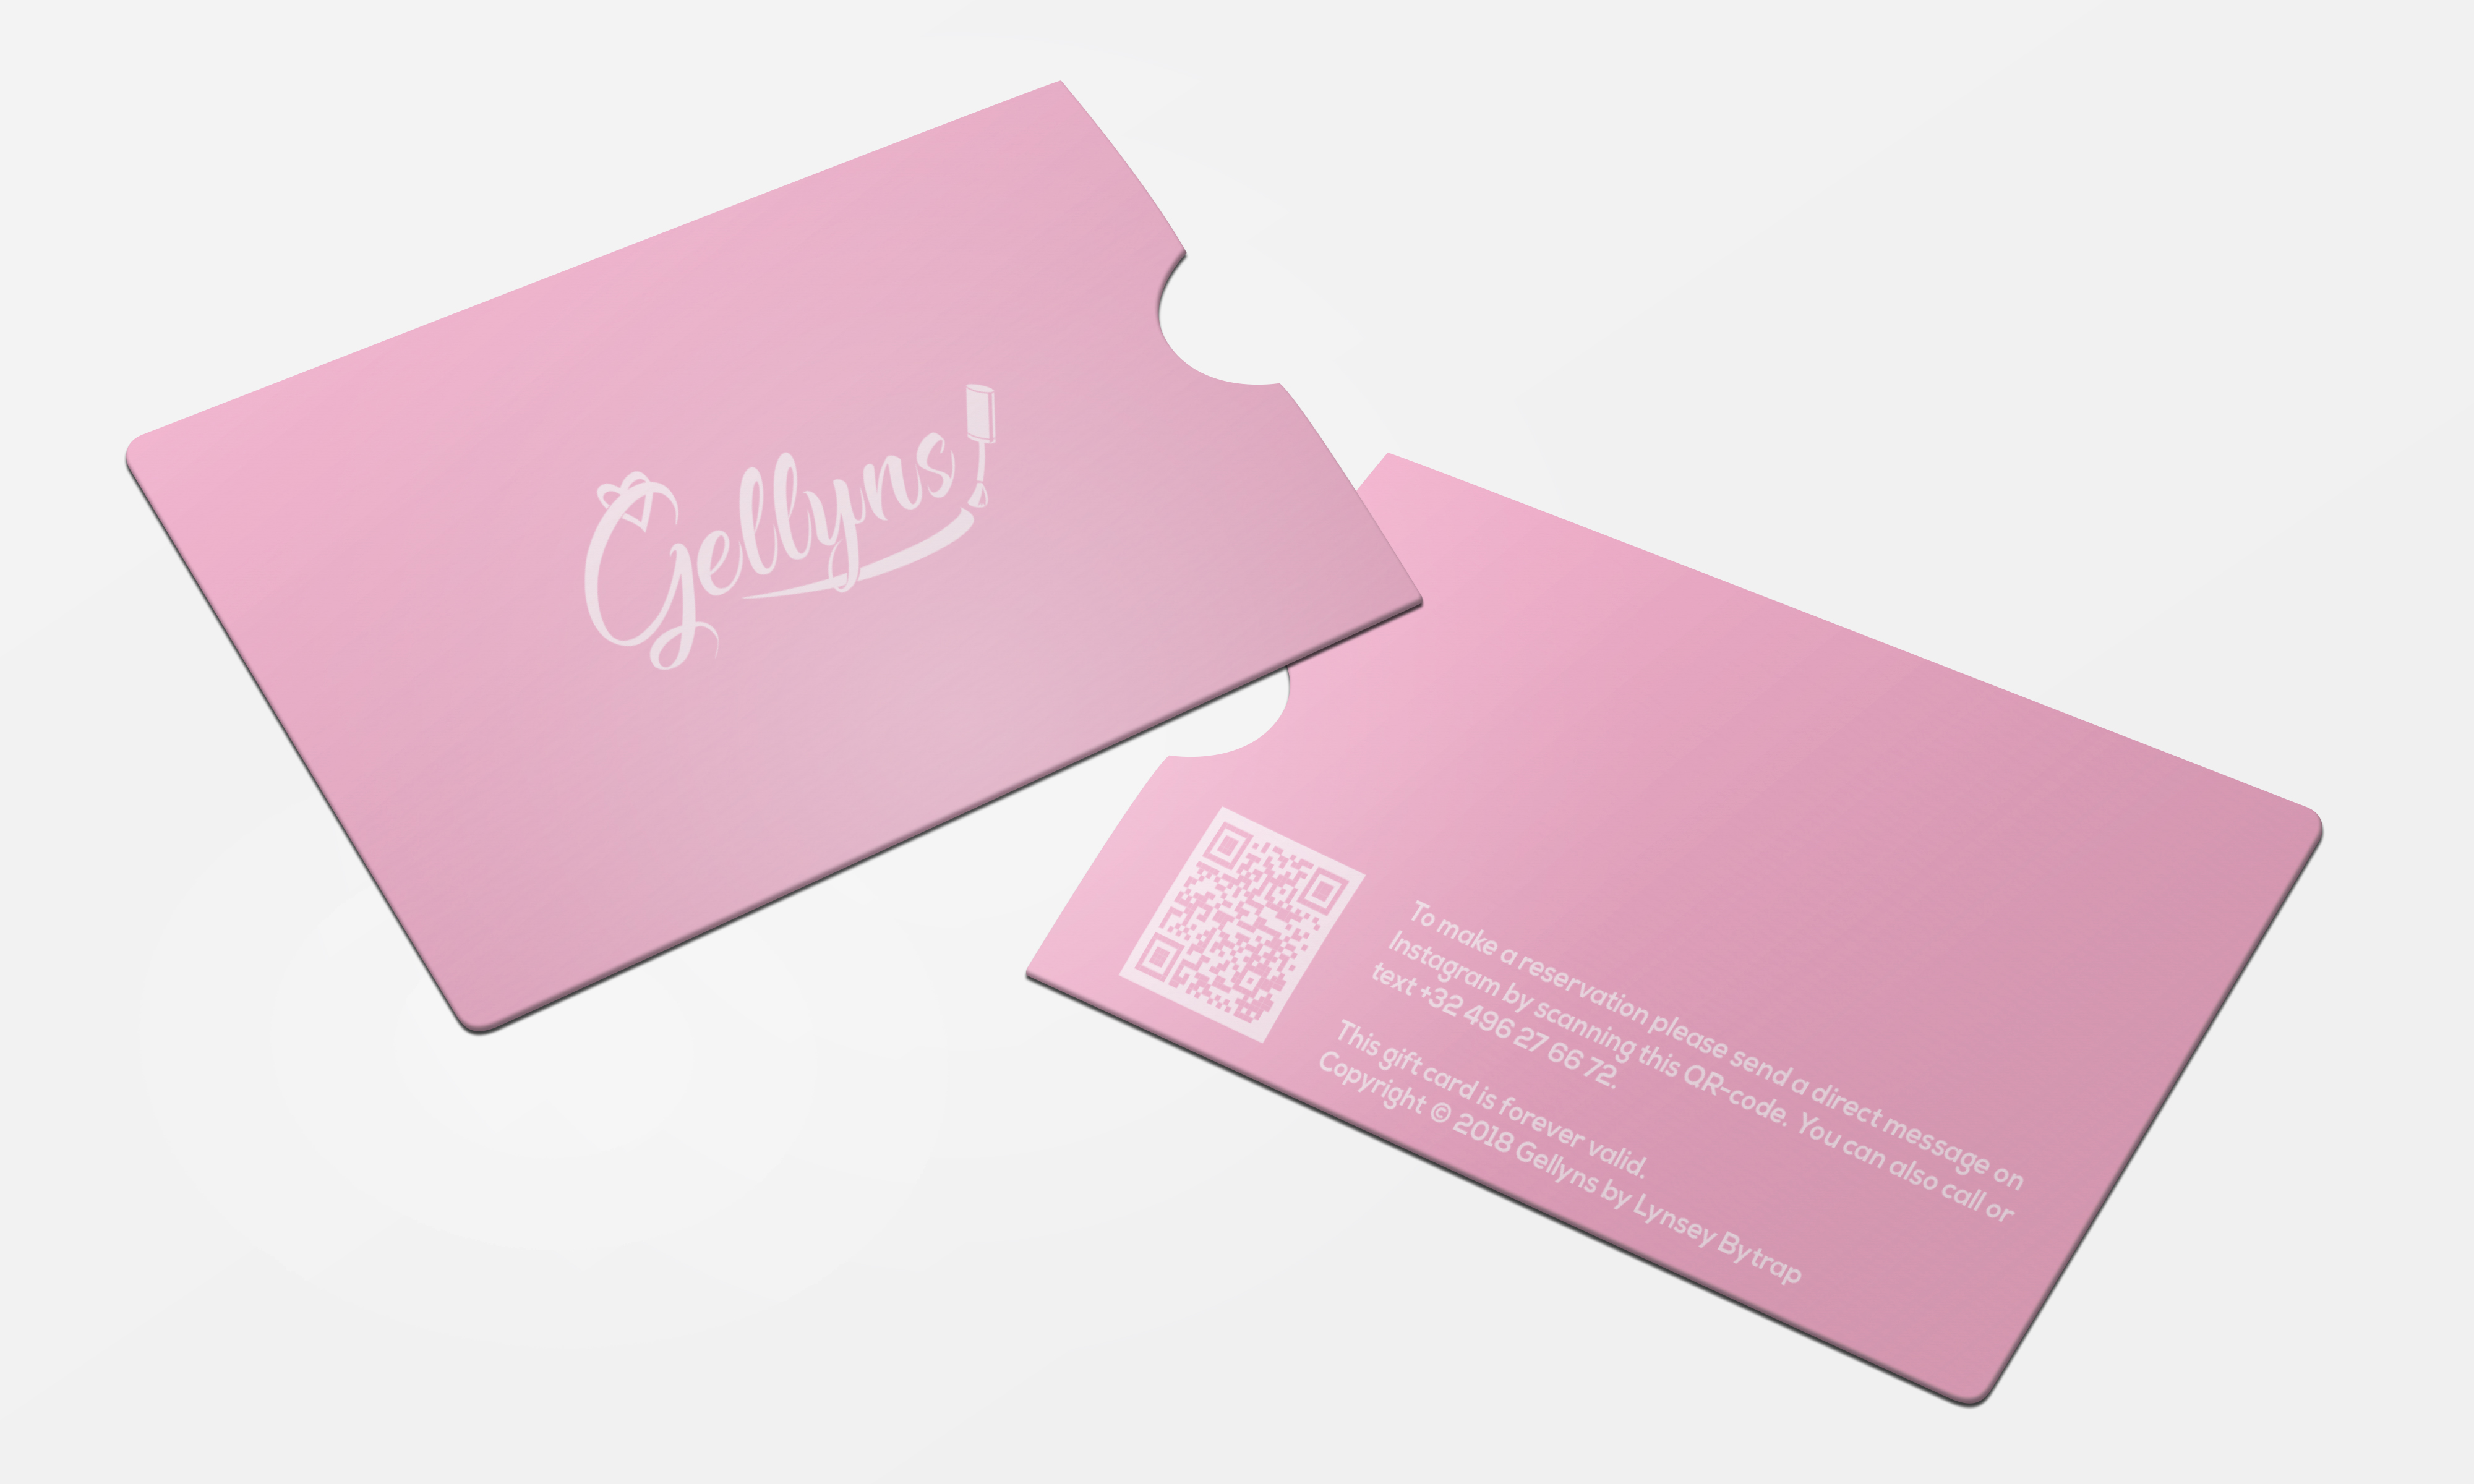 Gellyns
To make a reservation please send a direct message on
Instagram by scanning this QR-code. You can also call or
text +32 496 27 66 72.
This gift card is forever valid.
Copyright © 2018 Gellyns by Lynsey Bytrap